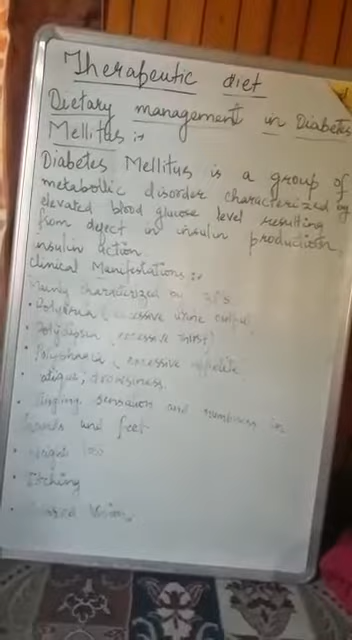 Therapeutic diet
Dietary management in Diabetes
Mellitus :-
Diabetes Mellitus is a group of
metabolic disorder characterized by
elevated blood glucose level resulting
from defect in insulin production,
insulin action.
Clinical Manifestations :-
Mainly characterized by 3P's
• Polyuria (excessive urine output)
• Polydipsia (excessive thirst)
• Polyphagia (excessive appetite
• fatigue, drowsiness.
• Tingling sensation and numbness in
hands and feet
• Weight loss
• Itching
• Blurred Vision.